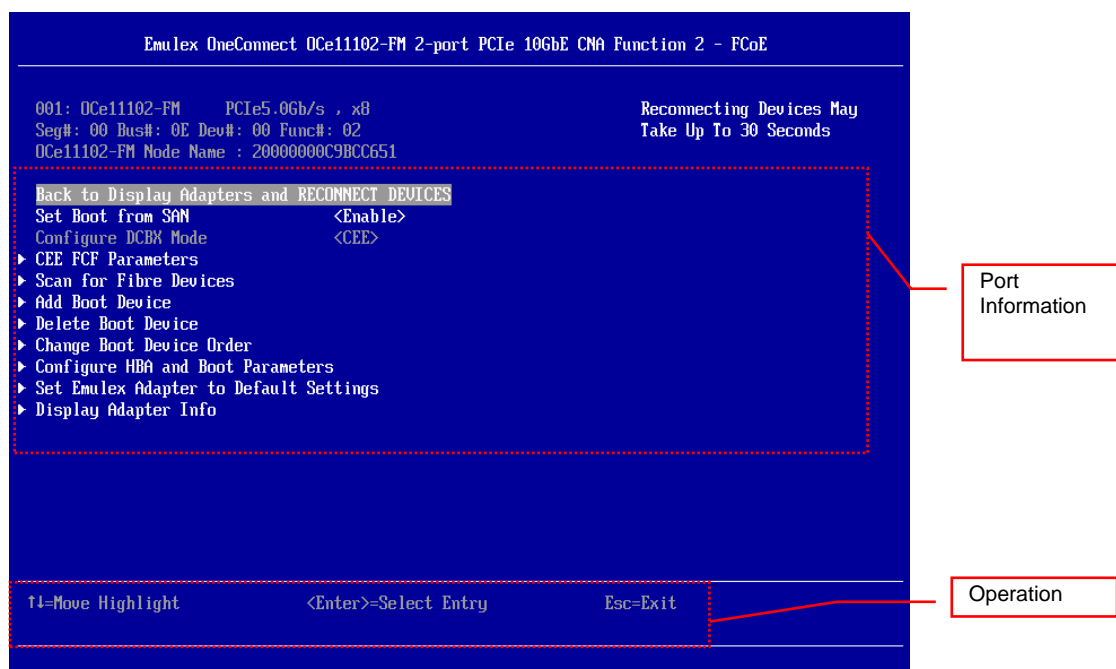 Emulex OneConnect OCe11102-FM 2-port PCIe 10GbE CNA Function 2 - FCoE
001: OCe11102-FM PCIe5.0Gb/s , x8
Reconnecting Devices May
Seg#: 00 Bus#: 0E Dev#: 00 Func#: 02
Take Up To 30 Seconds
OCe11102-FM Node Name : 20000000C9BCC651
Back to Display Adapters and RECONNECT DEVICES
Set Boot from SAN <Enable>
Configure DCBX Mode <CEE>
► CEE FCF Parameters
► Scan for Fibre Devices
► Add Boot Device
► Delete Boot Device
► Change Boot Device Order
► Configure HBA and Boot Parameters
► Set Emulex Adapter to Default Settings
► Display Adapter Info
Port
Information
↑↓=Move Highlight <Enter>=Select Entry Esc=Exit
Operation